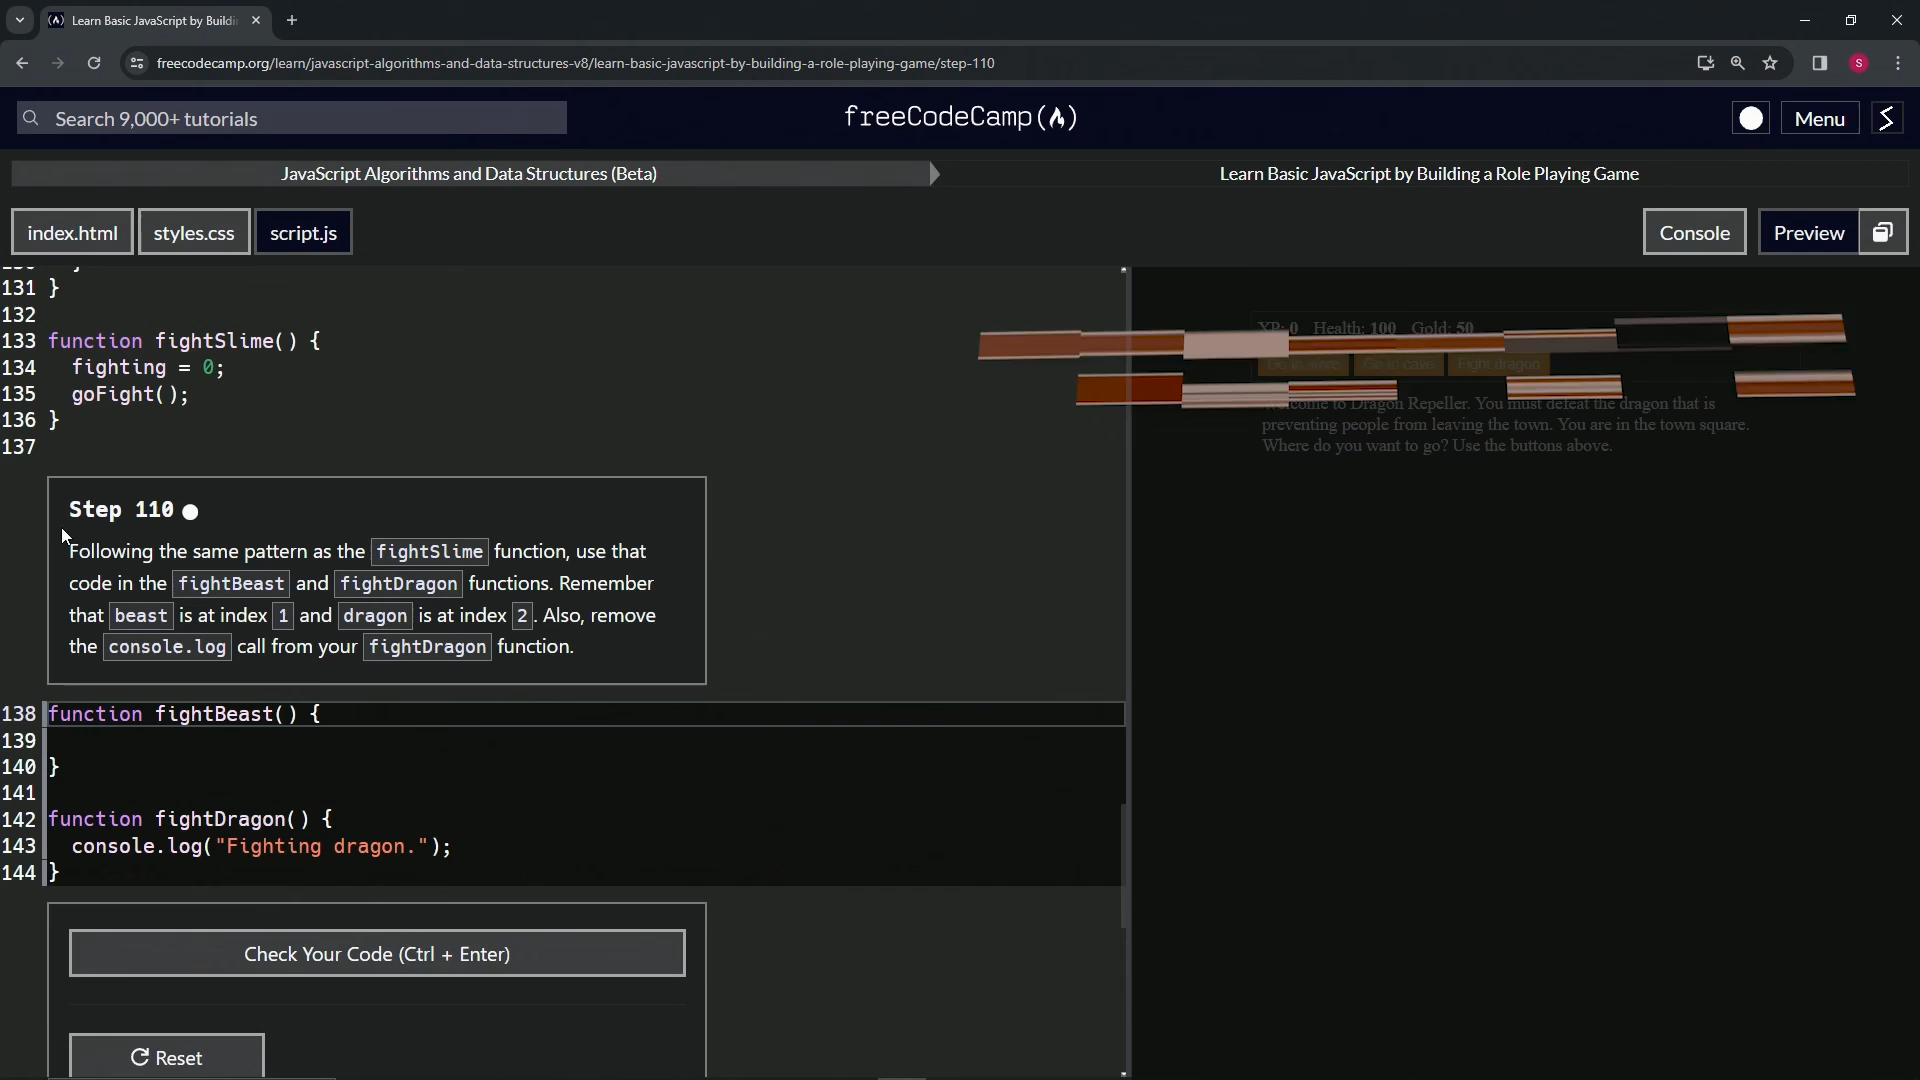 Learn Basic JavaScript by Buildi
freecodecamp.org/learn/javascript-algorithms-and-data-structures-v8/learn-basic-javascript-by-building-a-role-playing-game/step-110
S
Search 9,000+ tutorials
freeCodeCamp(🔥)
Menu
JavaScript Algorithms and Data Structures (Beta)
Learn Basic JavaScript by Building a Role Playing Game
index.html
styles.css
script.js
Console
Preview
131 }
132
133 function fightSlime() {
134 fighting = 0;
135 goFight();
136 }
137
Step 110
Following the same pattern as the fightSlime function, use that
code in the fightBeast and fightDragon functions. Remember
that beast is at index 1 and dragon is at index 2. Also, remove
the console.log call from your fightDragon function.
138 function fightBeast() {
139
140 }
141
142 function fightDragon() {
143 console.log("Fighting dragon.");
144 }
Check Your Code (Ctrl + Enter)
Reset
XP: 0 Health: 100 Gold: 50
Go to store Go to cave Fight dragon
Welcome to Dragon Repeller. You must defeat the dragon that is
preventing people from leaving the town. You are in the town square.
Where do you want to go? Use the buttons above.